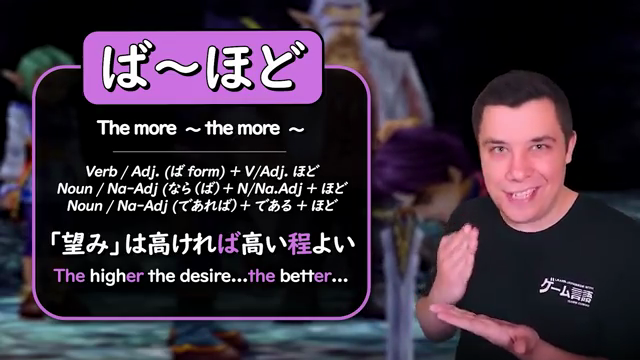 ば～ほど
The more ～ the more ～
Verb / Adj. (ば form) + V/Adj. ほど
Noun / Na-Adj (なら（ば）+ N/Na.Adj + ほど
Noun / Na-Adj (であれば) + である + ほど
「望み」は高ければ高い程よい
The higher the desire...the better...
LEARN JAPANESE WITH
ゲーム言語